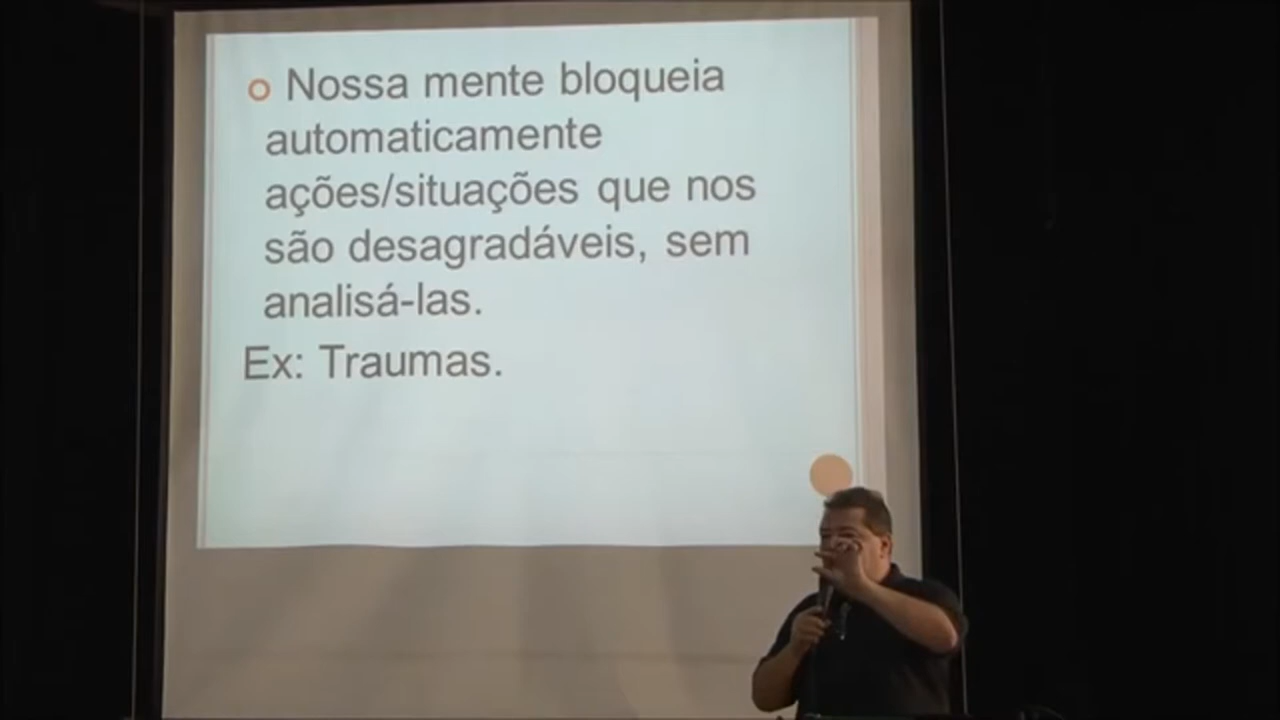 Nossa mente bloqueia
automaticamente
ações/situações que nos
são desagradáveis, sem
analisá-las.
Ex: Traumas.